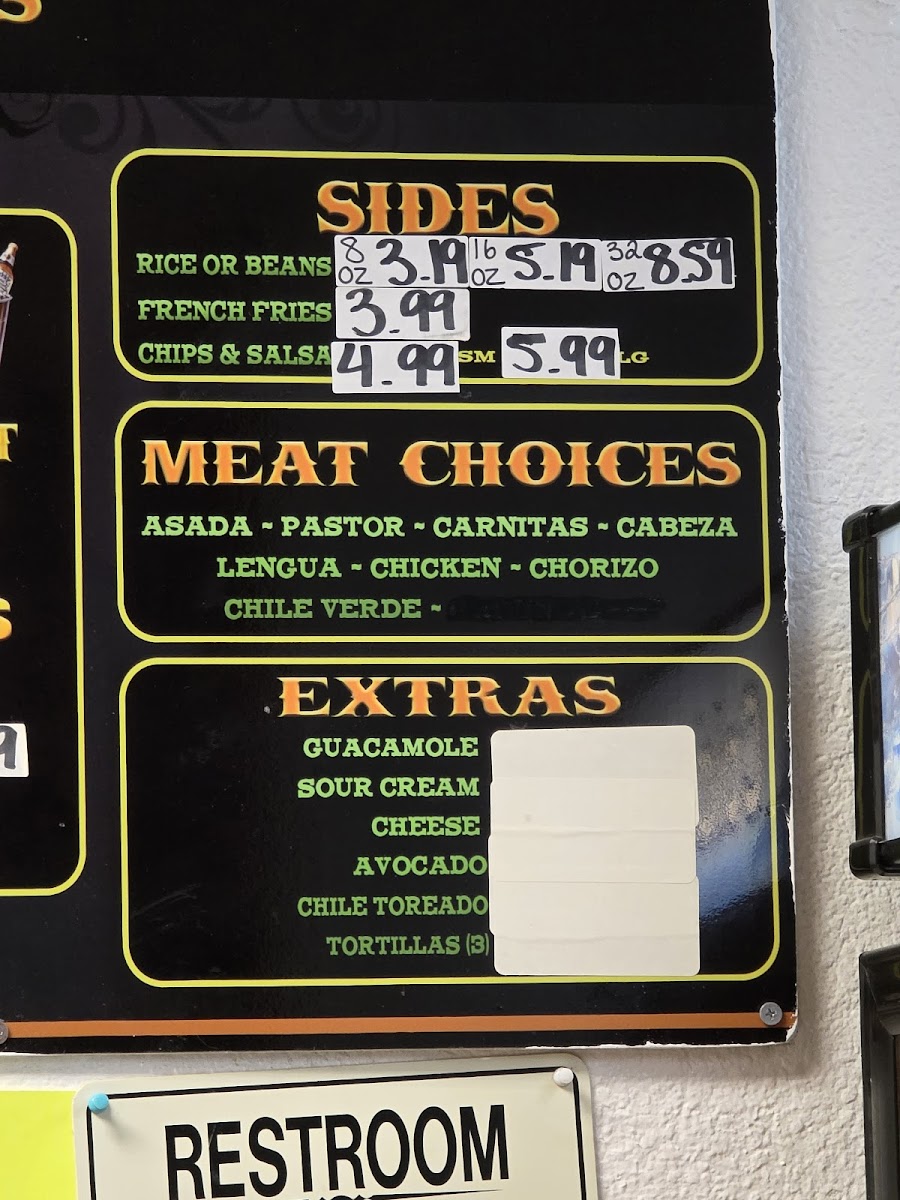 SIDES
RICE OR BEANS 8 OZ 3.19 16 OZ 5.19 32 OZ 8.59
FRENCH FRIES 3.99
CHIPS & SALSA 4.99 SM 5.99 LG
MEAT CHOICES
ASADA ~ PASTOR ~ CARNITAS ~ CABEZA
LENGUA ~ CHICKEN ~ CHORIZO
CHILE VERDE ~
EXTRAS
GUACAMOLE
SOUR CREAM
CHEESE
AVOCADO
CHILE TOREADO
TORTILLAS (3)
RESTROOM